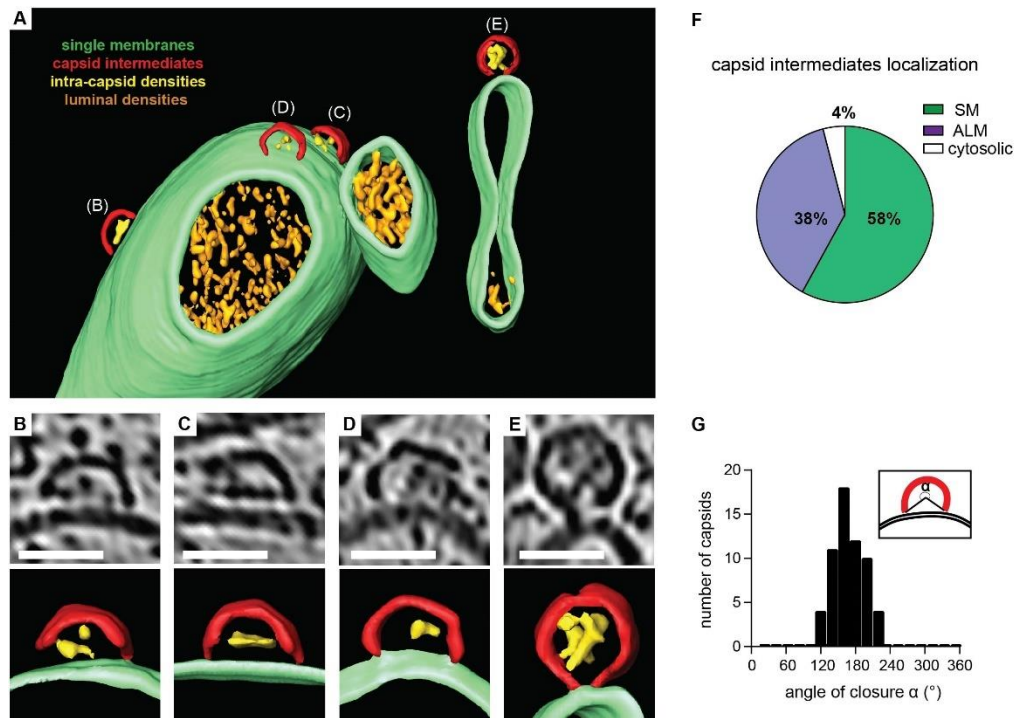 A
single membranes
capsid intermediates
intra-capsid densities
luminal densities
(B)
(D)
(C)
(E)
B
C
D
E
F
capsid intermediates localization
4%
38%
58%
SM
ALM
cytosolic
G
number of capsids
20
15
10
5
0
0 60 120 180 240 300 360
angle of closure α (°)
α